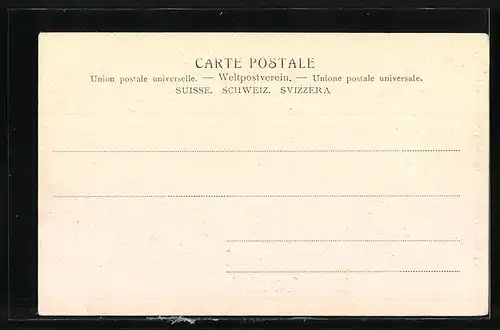 CARTE POSTALE
Union postale universelle. — Weltpostverein. — Unione postale universale.
SUISSE. SCHWEIZ. SVIZZERA